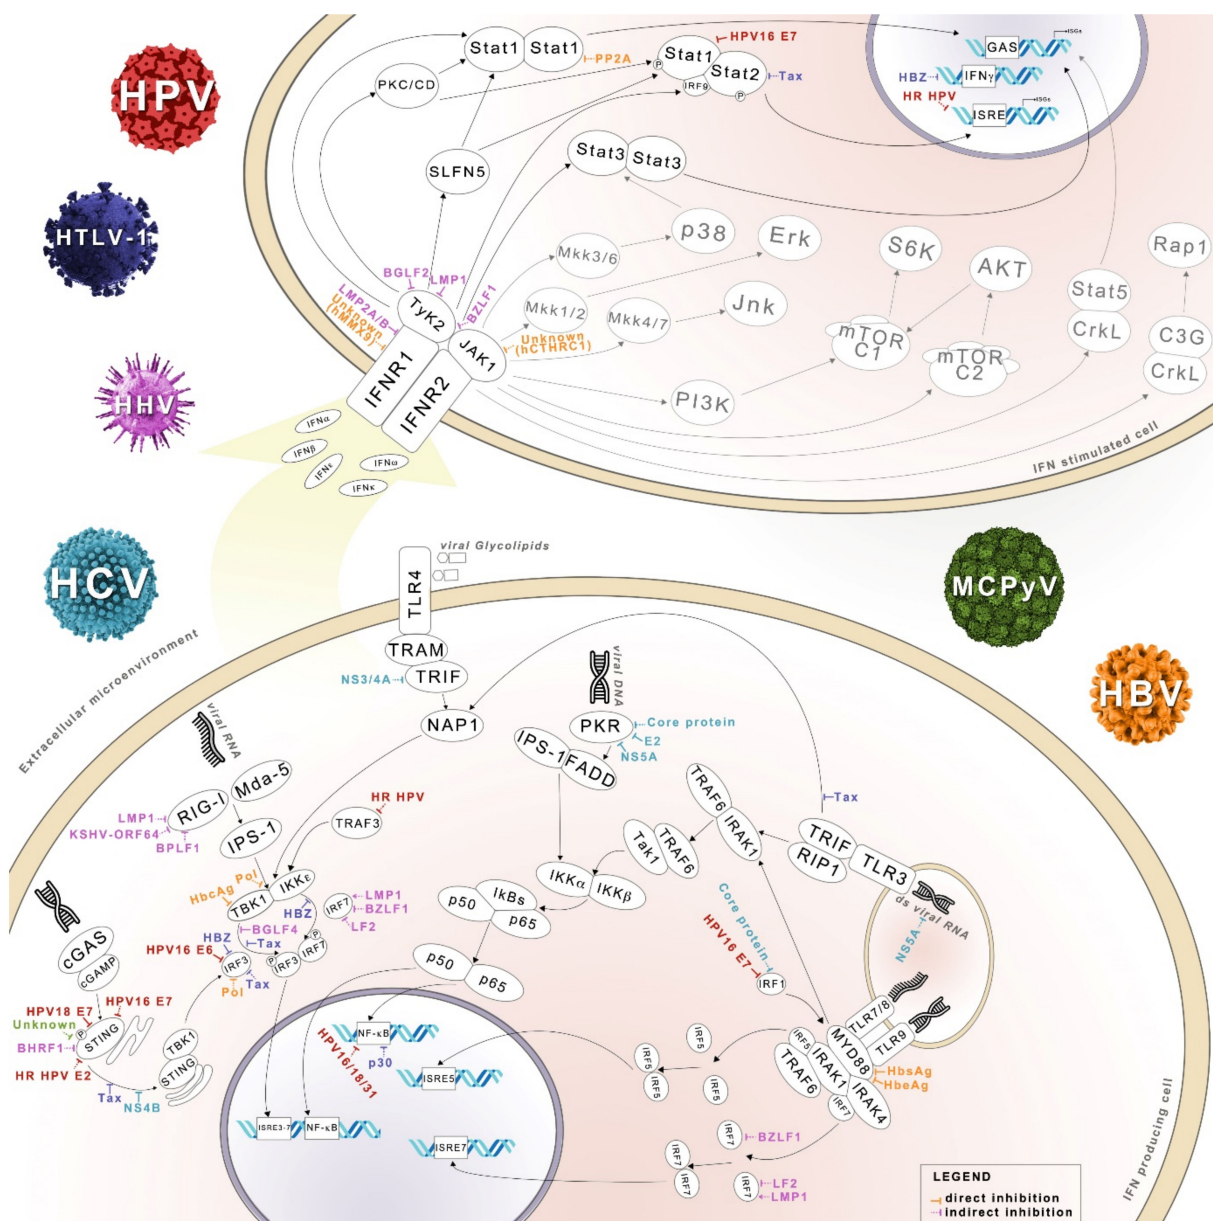 HPV
HTLV-1
HHV
HCV
MCPyV
HBV
Stat1
Stat1
PP2A
PKC/CD
Stat1
HPV16 E7
Stat2
Tax
P
IRF9
P
GAS
ISGs
HBZ
IFNγ
HR HPV
ISRE
ISGs
SLFN5
Stat3
Stat3
p38
Erk
S6K
AKT
Rap1
Mkk3/6
Mkk1/2
Mkk4/7
Jnk
Stat5
CrkL
C3G
CrkL
mTOR
C1
mTOR
C2
PI3K
BGLF2
LMP1
LMP2A/B
Unknown
(hMMX9)
TyK2
BZLF1
JAK1
Unknown
(hCTHRC1)
IFNR1
IFNR2
IFNα
IFNβ
IFNε
IFNω
IFNκ
IFN stimulated cell
Extracellular microenvironment
viral Glycolipids
TLR4
TRAM
TRIF
NS3/4A
NAP1
viral DNA
PKR
Core protein
E2
NS5A
IPS-1
FADD
viral RNA
Mda-5
RIG-I
LMP1
KSHV-ORF64
BPLF1
IPS-1
HR HPV
TRAF3
TRAF6
IRAK1
Tax
TRIF
RIP1
TLR3
ds viral RNA
NS5A
Tak1
TRAF6
IKKα
IKKβ
IkBs
p50
p65
p50
p65
Pol
HbcAg
TBK1
IKKε
HBZ
IRF7
LMP1
BZLF1
LF2
BGLF4
Tax
P
IRF7
P
IRF3
HPV16 E6
HBZ
IRF3
Tax
Pol
cGAS
cGAMP
HPV16 E7
HPV18 E7
Unknown
P
STING
BHRF1
HR HPV E2
Tax
NS4B
TBK1
STING
Core protein
HPV16 E7
IRF1
TLR7/8
TLR9
MYD88
IRF5
IRAK1
TRAF6
IRAK4
IRF7
HbsAg
HbeAg
IRF5
IRF5
IRF5
IRF5
NF-κB
HPV16/18/31
p30
ISRE5
ISRE3-7
NF-κB
ISRE7
IRF7
BZLF1
IRF7
IRF7
IRF7
LF2
LMP1
IFN producing cell
LEGEND
direct inhibition
indirect inhibition